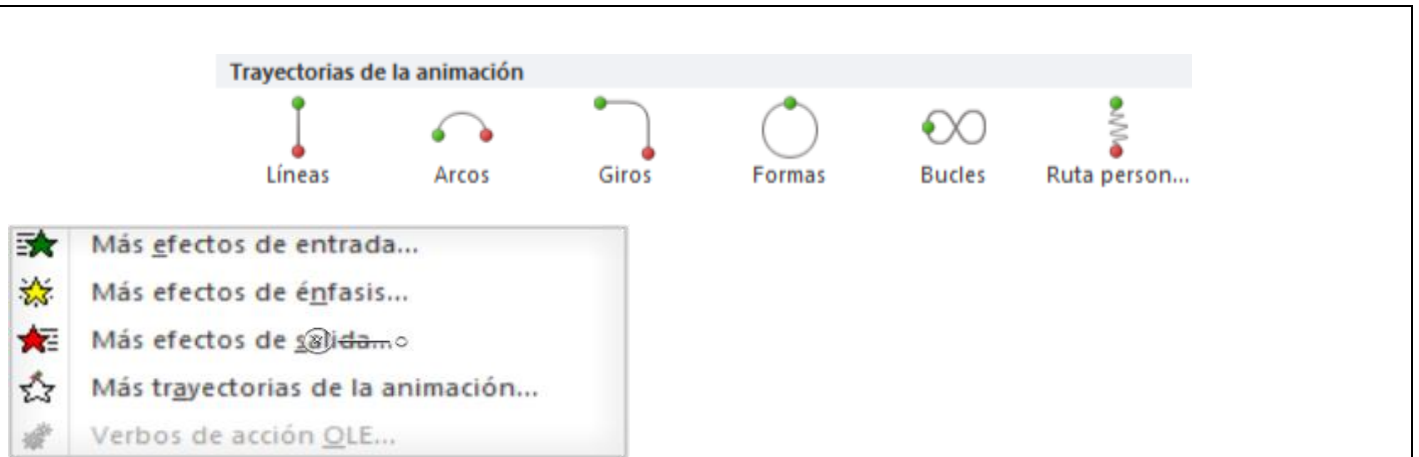 Trayectorias de la animación
Líneas Arcos Giros Formas Bucles Ruta person...
Más efectos de entrada...
Más efectos de énfasis...
Más efectos de salida...
Más trayectorias de la animación...
Verbos de acción OLE...